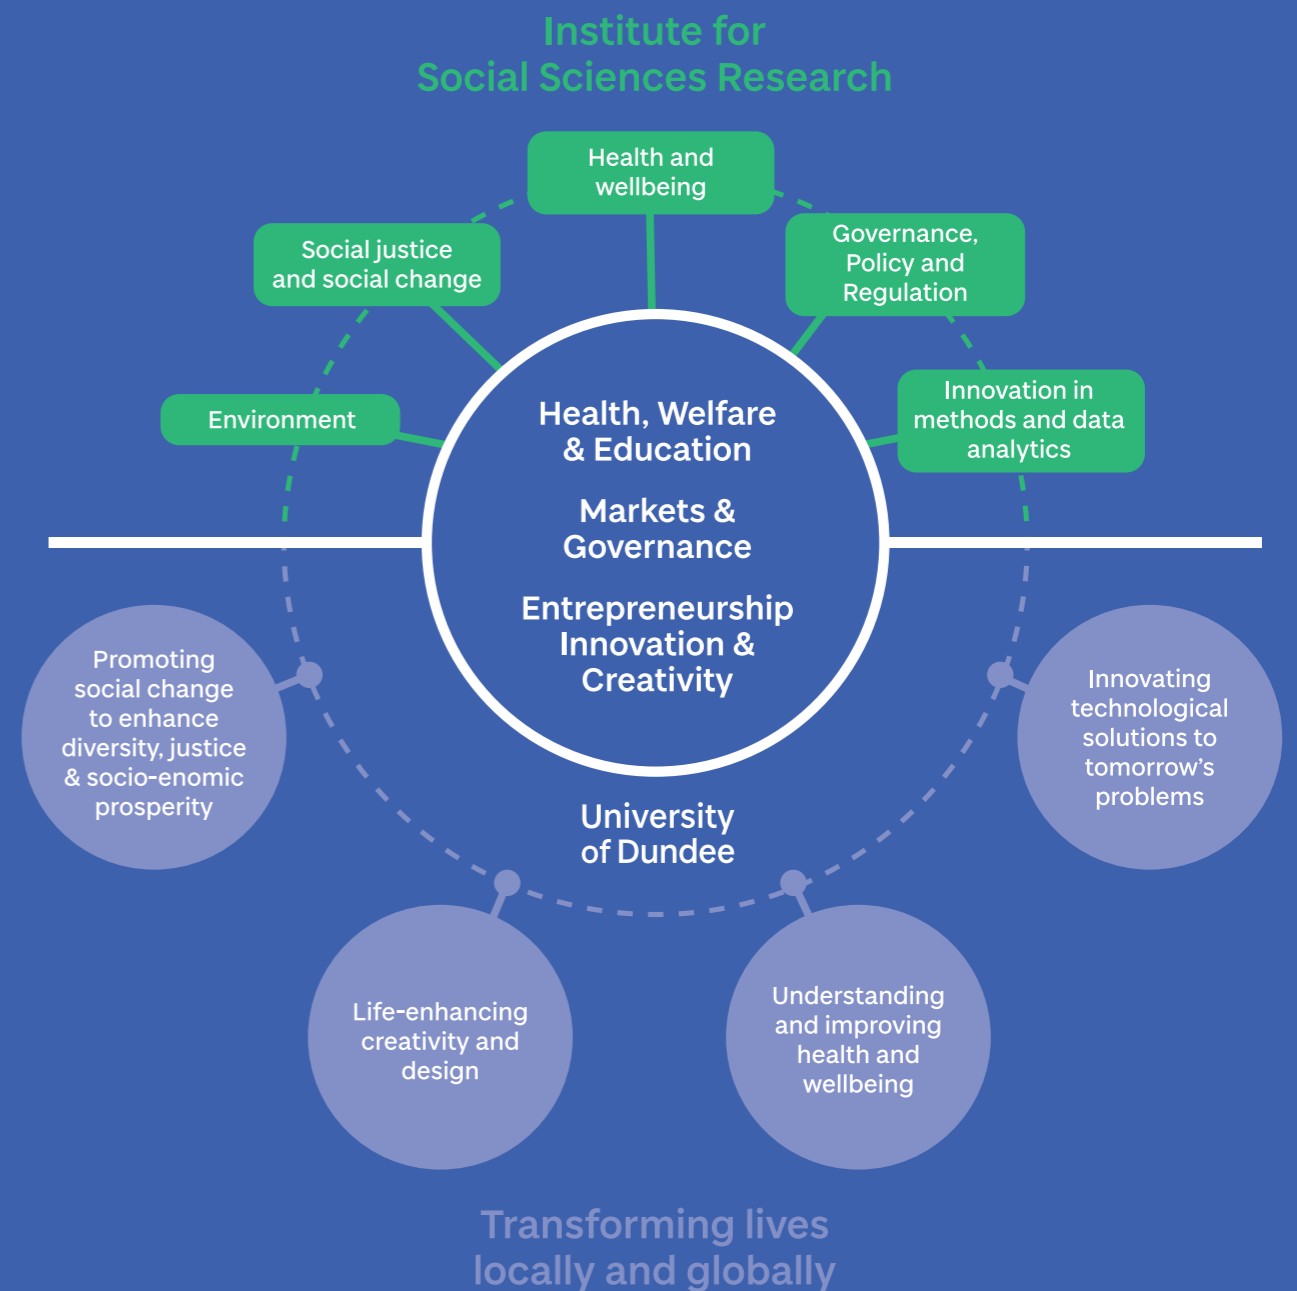 Institute for
Social Sciences Research
Health and
wellbeing
Social justice
and social change
Governance,
Policy and
Regulation
Environment
Innovation in
methods and data
analytics
Health, Welfare
& Education
Markets &
Governance
Entrepreneurship
Innovation &
Creativity
Promoting
social change
to enhance
diversity, justice
& socio-enomic
prosperity
Innovating
technological
solutions to
tomorrow's
problems
University
of Dundee
Life-enhancing
creativity and
design
Understanding
and improving
health and
wellbeing
Transforming lives
locally and globally